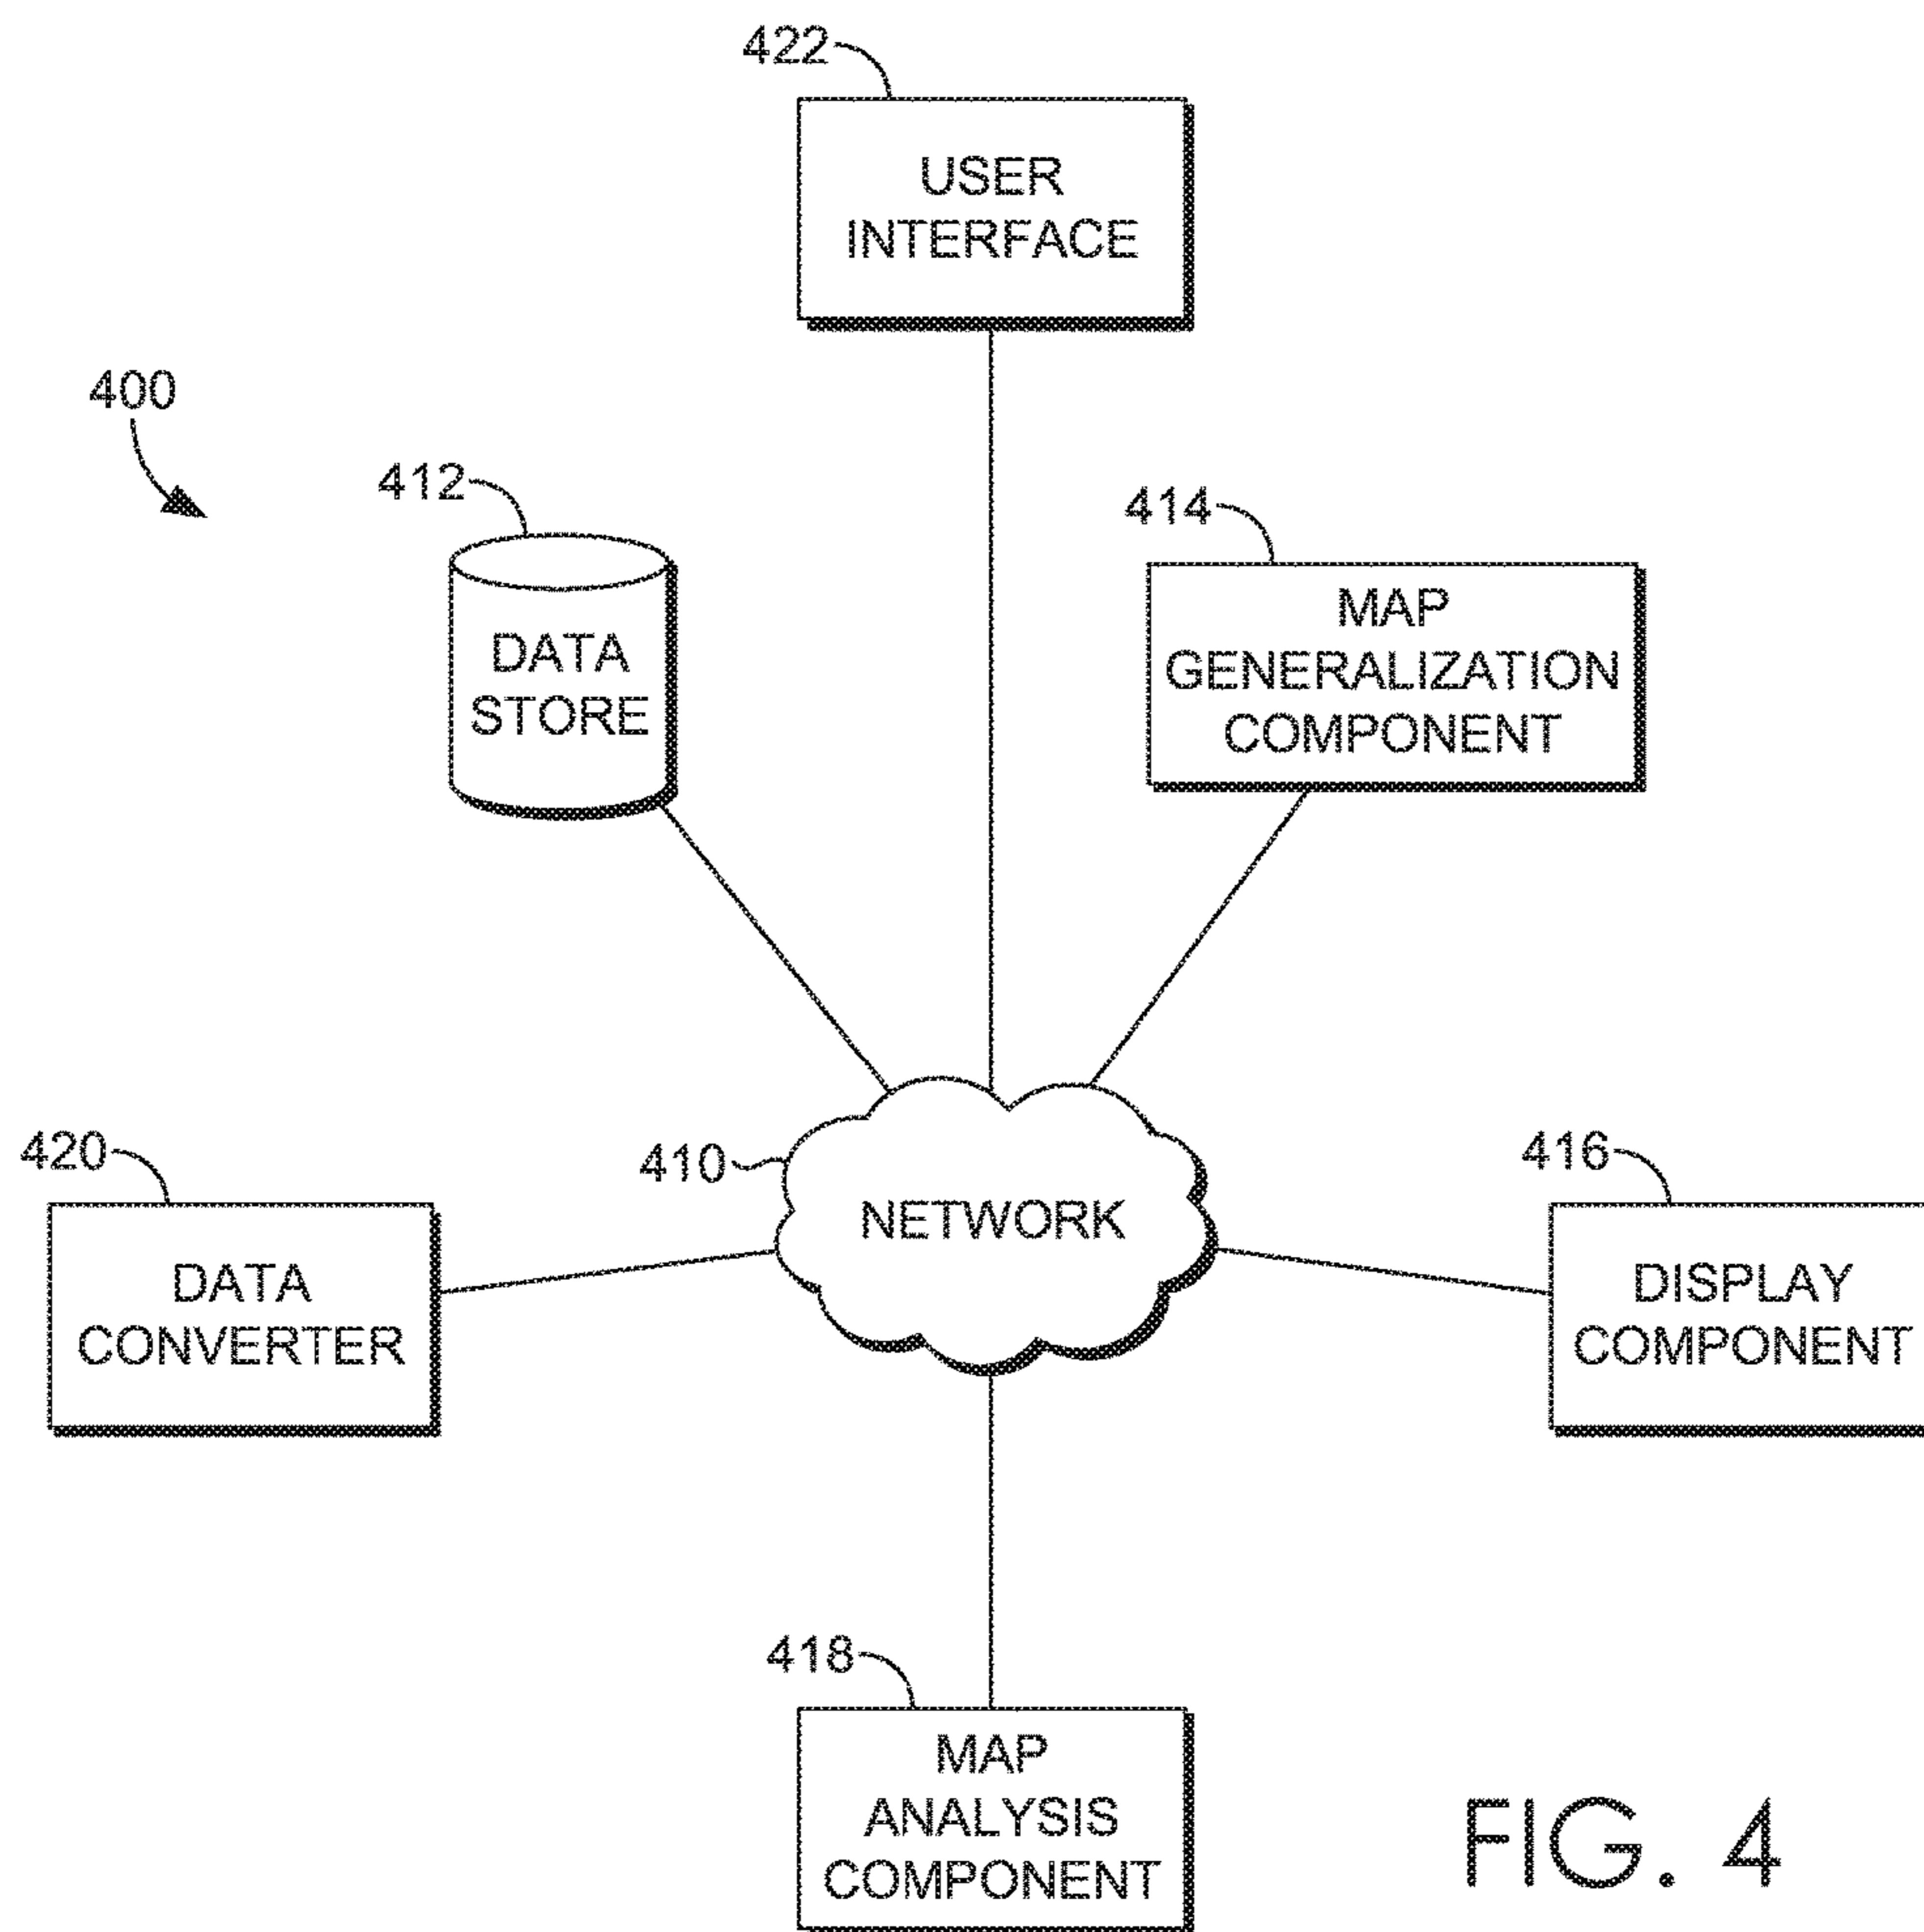 422
USER
INTERFACE
400
412
DATA
STORE
414
MAP
GENERALIZATION
COMPONENT
420
DATA
CONVERTER
410
NETWORK
416
DISPLAY
COMPONENT
418
MAP
ANALYSIS
COMPONENT
FIG. 4